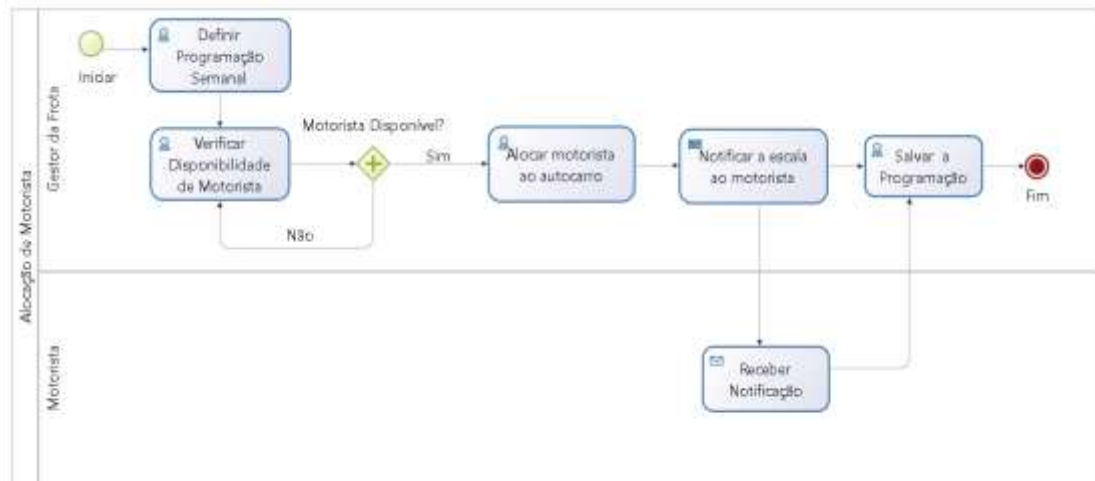 Alocação de Motorista
Gestor da Frota
Iniciar
Definir
Programação
Semanal
Verificar
Disponibilidade
de Motorista
Motorista Disponível?
Sim
Não
Alocar motorista
ao autocarro
Notificar a escala
ao motorista
Salvar a
Programação
Fim
Motorista
Receber
Notificação